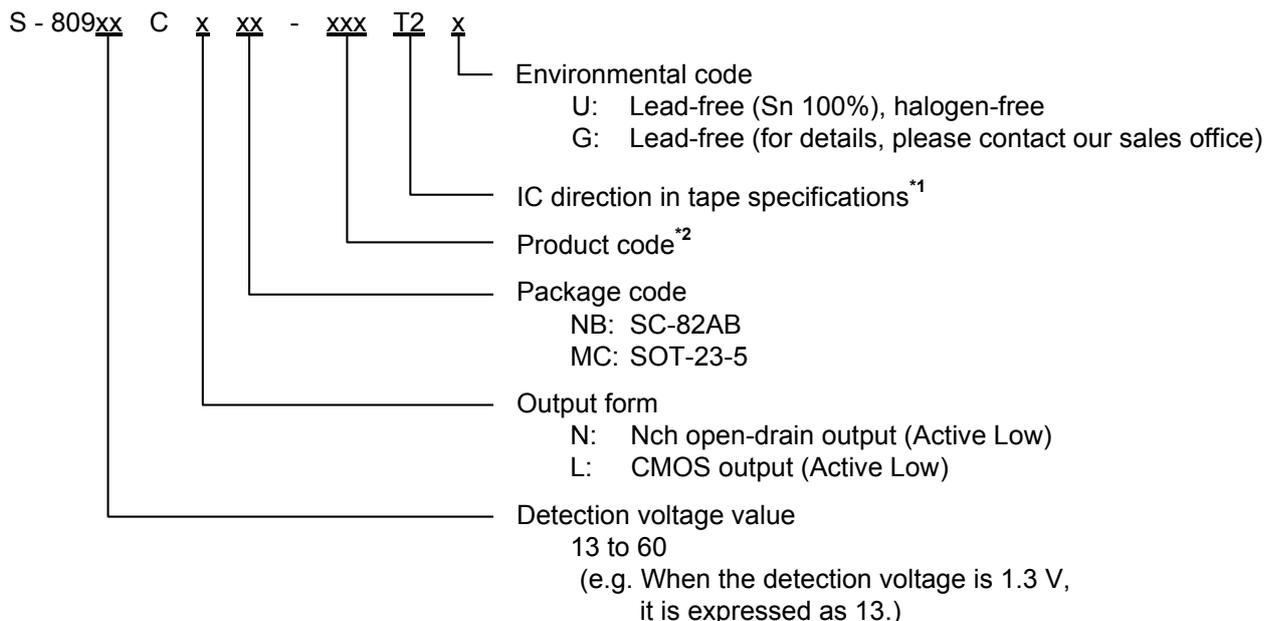 S - 809xx C x xx - xxx T2 x
Environmental code
U: Lead-free (Sn 100%), halogen-free
G: Lead-free (for details, please contact our sales office)
IC direction in tape specifications*1
Product code*2
Package code
NB: SC-82AB
MC: SOT-23-5
Output form
N: Nch open-drain output (Active Low)
L: CMOS output (Active Low)
Detection voltage value
13 to 60
(e.g. When the detection voltage is 1.3 V,
it is expressed as 13.)